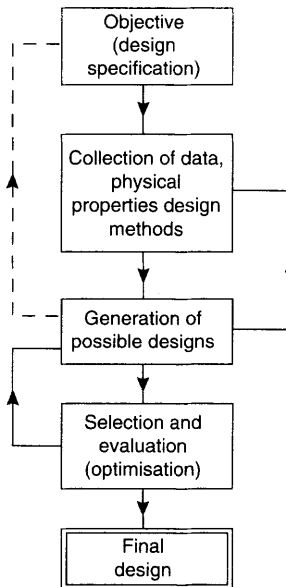 Objective
(design
specification)
Collection of data,
physical
properties design
methods
Generation of
possible designs
Selection and
evaluation
(optimisation)
Final
design